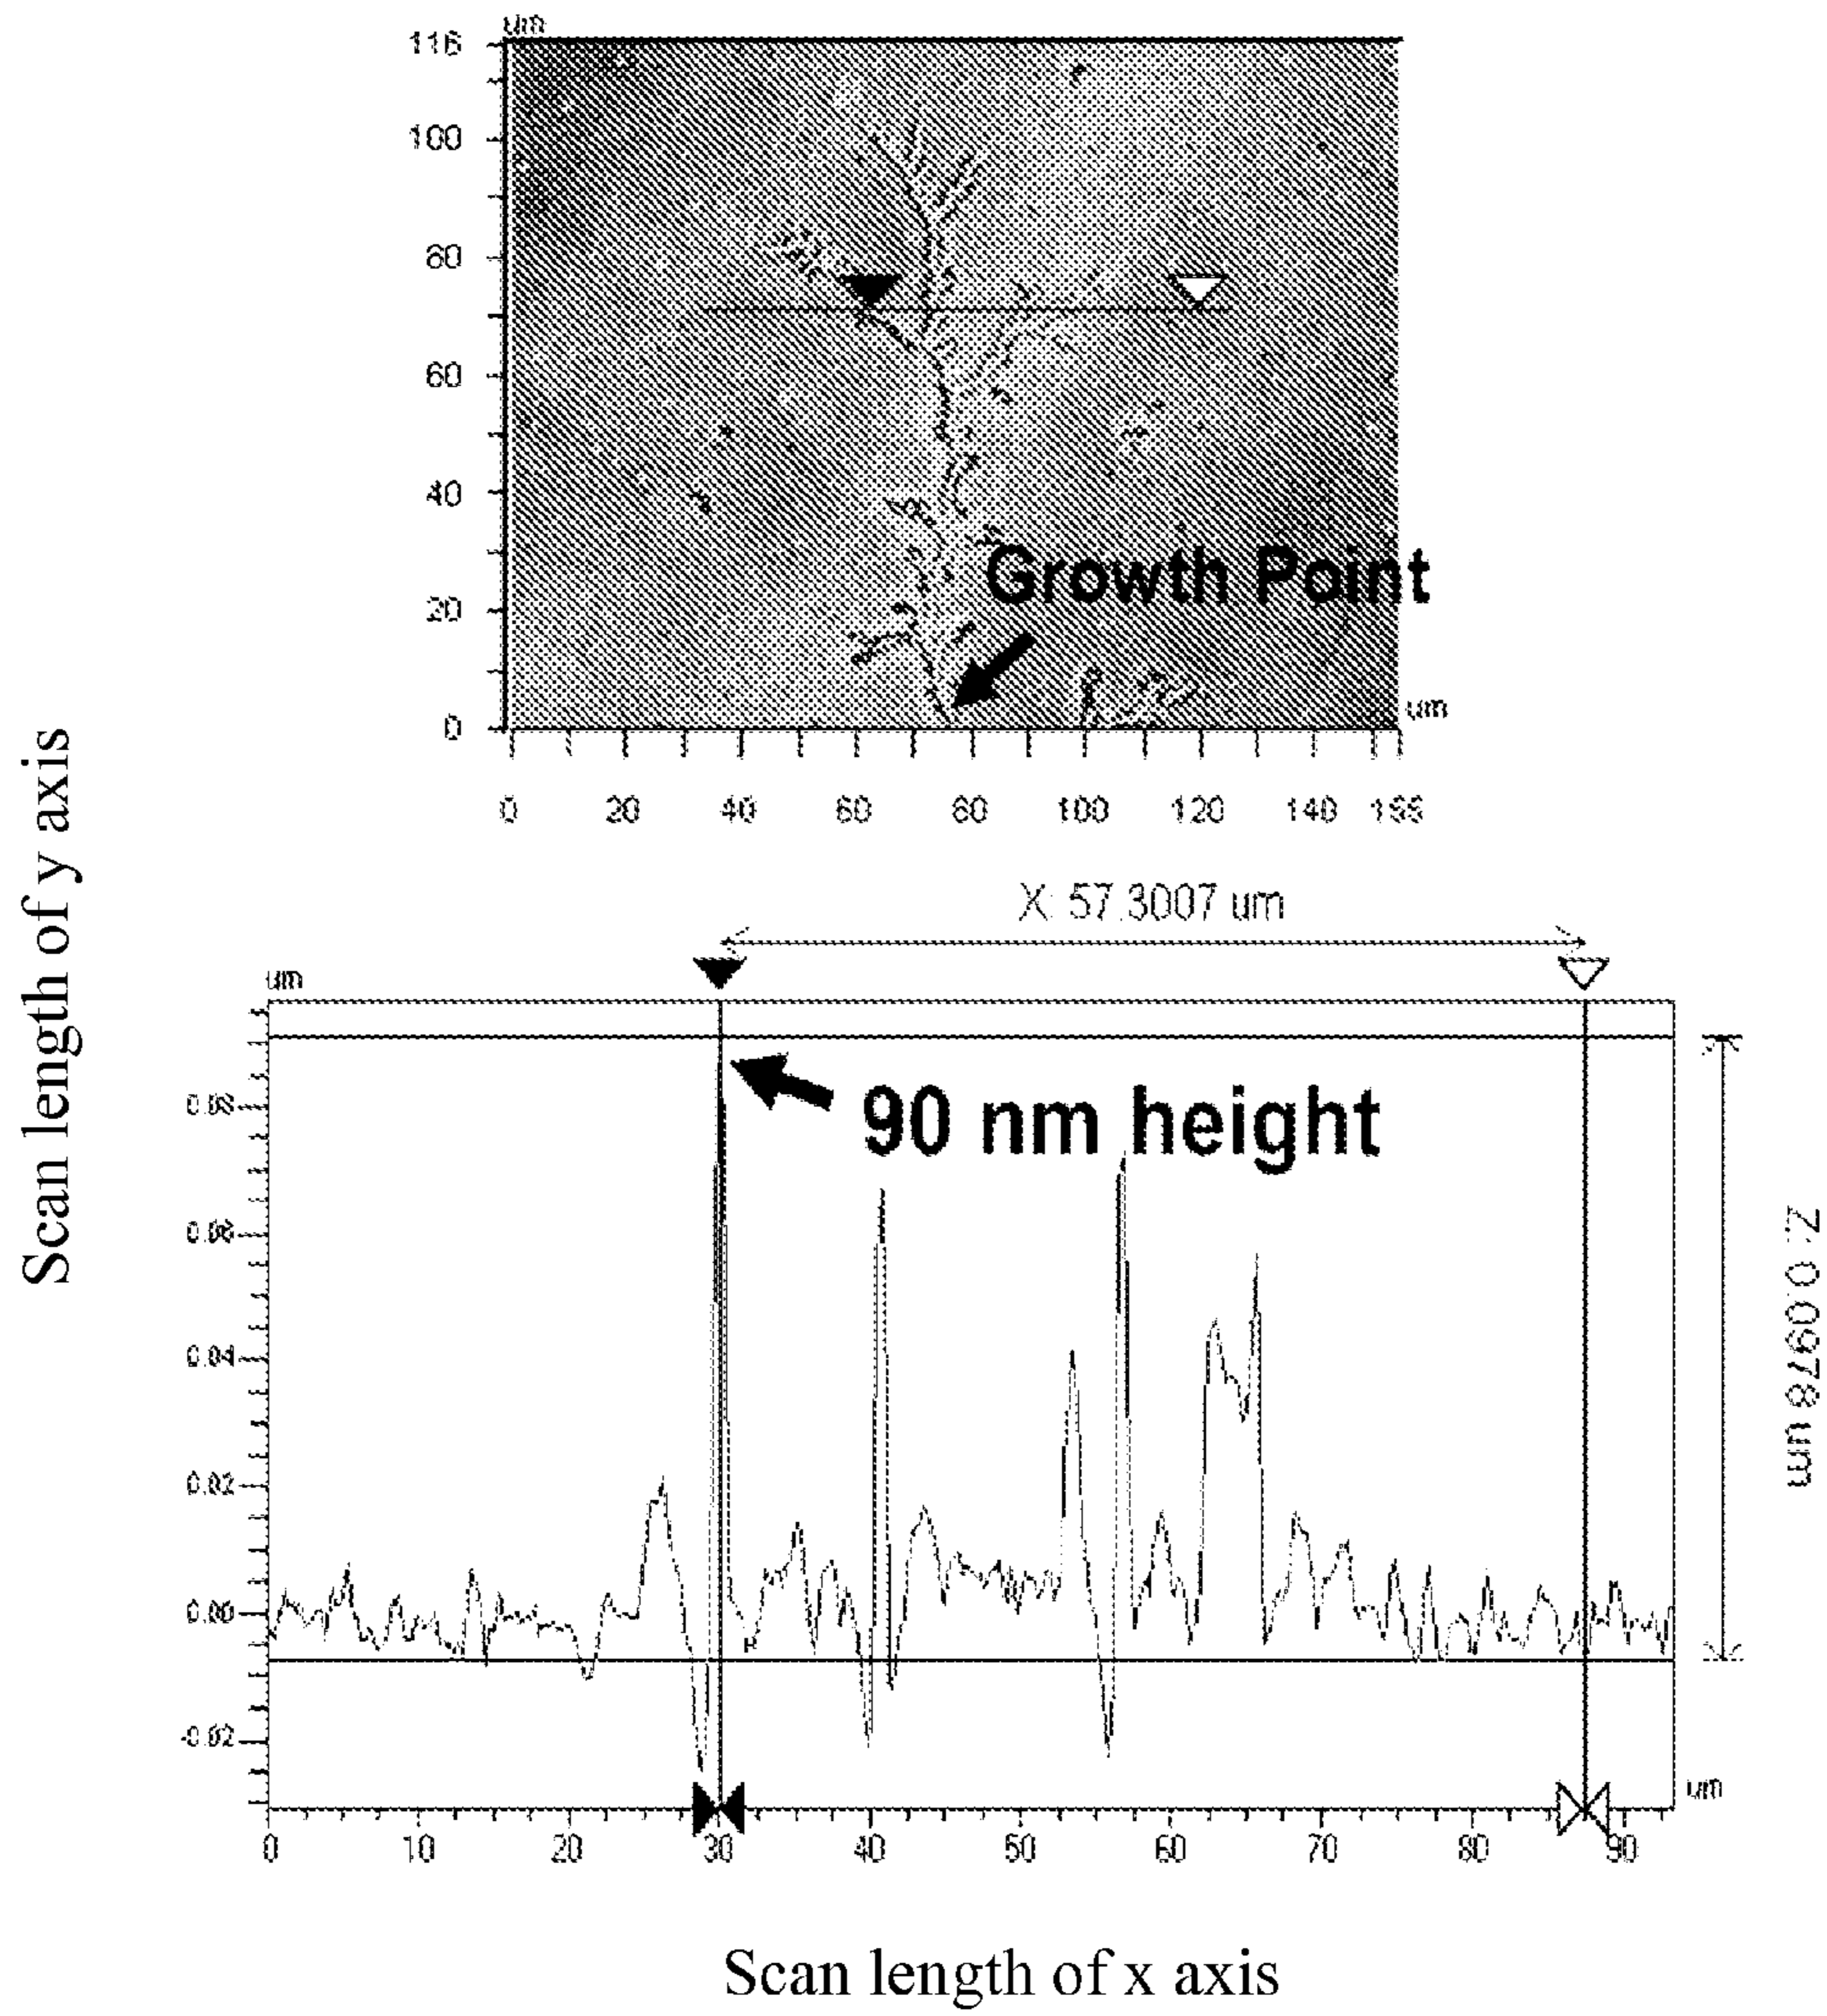 um
116
100
80
60
40
20
0
Growth Point
um
0 20 40 60 80 100 120 140
Scan length of y axis
X: 57.3007 um
um
90 nm height
0.08
0.06
0.04
0.02
0.00
-0.02
Z: 0.0978 um
um
0 10 20 30 40 50 60 70 80 90
Scan length of x axis